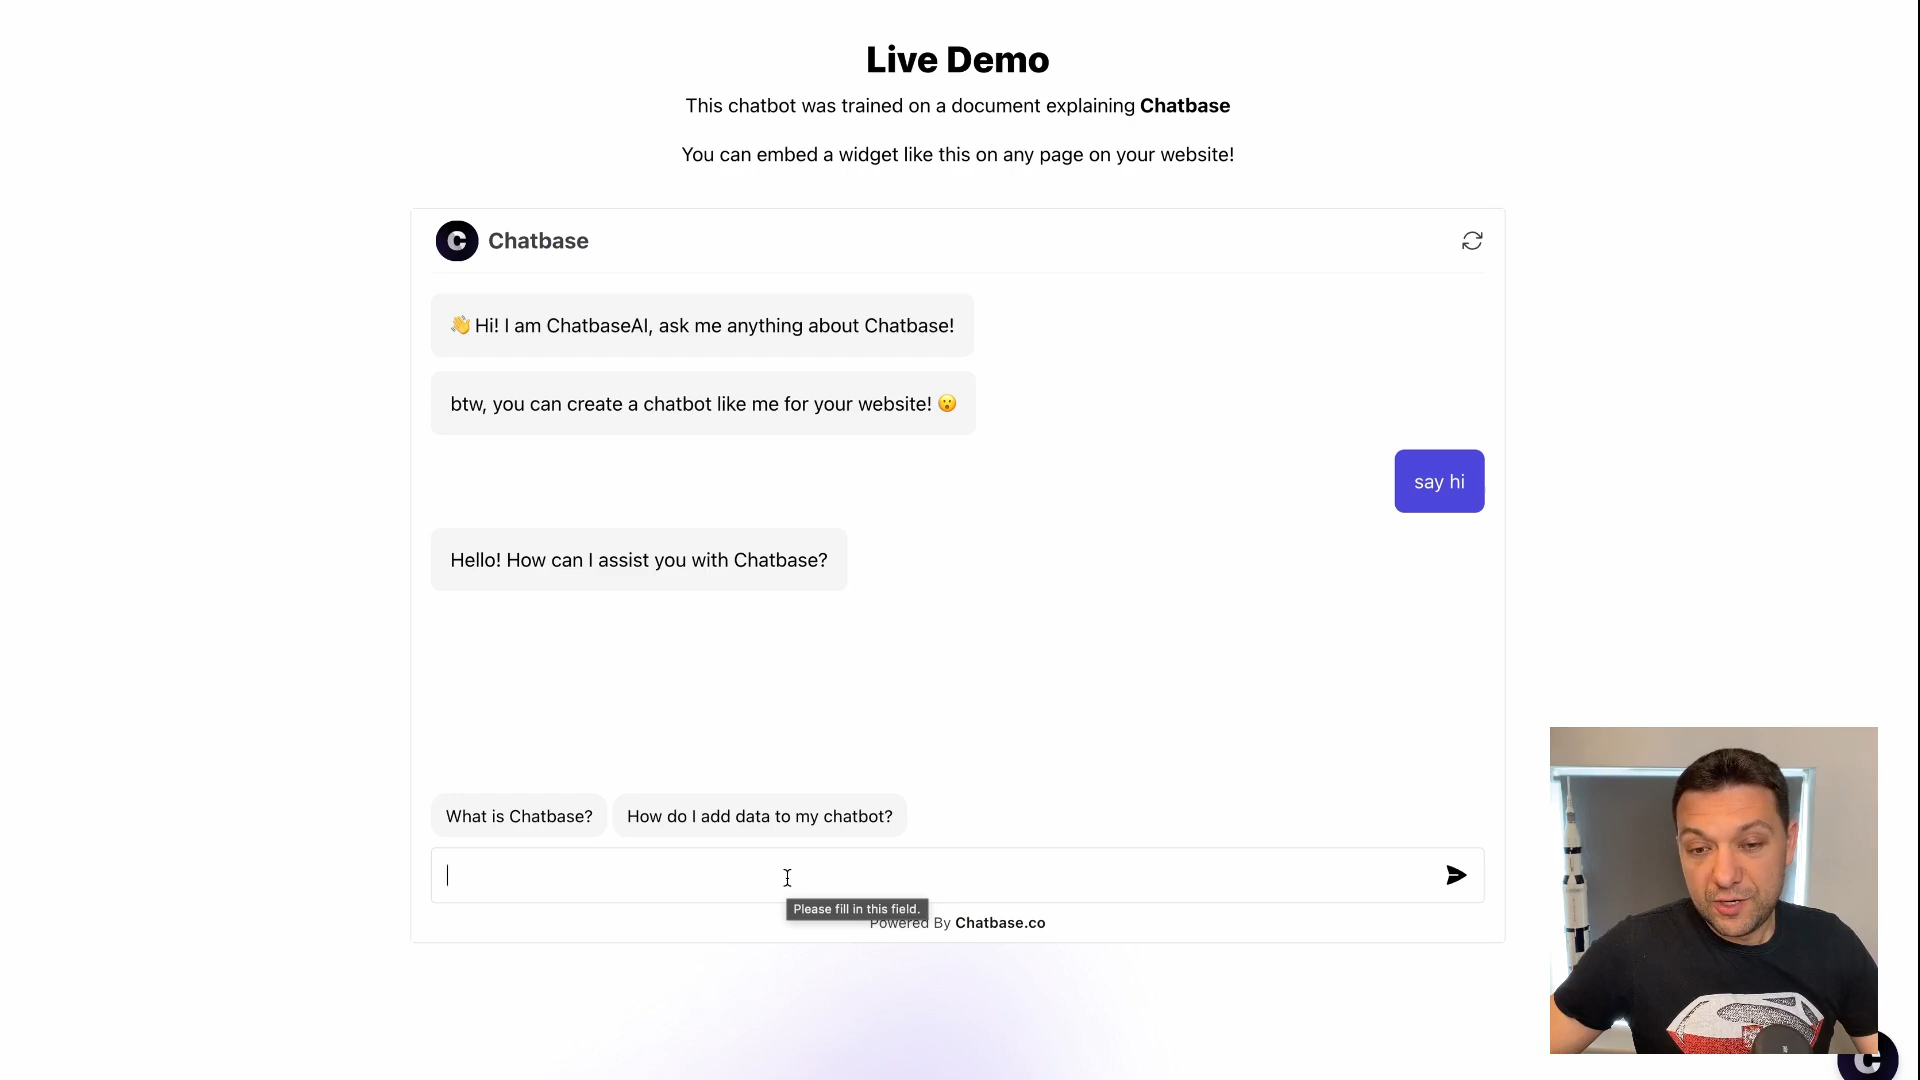 Live Demo
This chatbot was trained on a document explaining Chatbase
You can embed a widget like this on any page on your website!
C Chatbase
👋 Hi! I am ChatbaseAI, ask me anything about Chatbase!
btw, you can create a chatbot like me for your website! 😮
say hi
Hello! How can I assist you with Chatbase?
What is Chatbase?
How do I add data to my chatbot?
Please fill in this field.
Powered By Chatbase.co
C